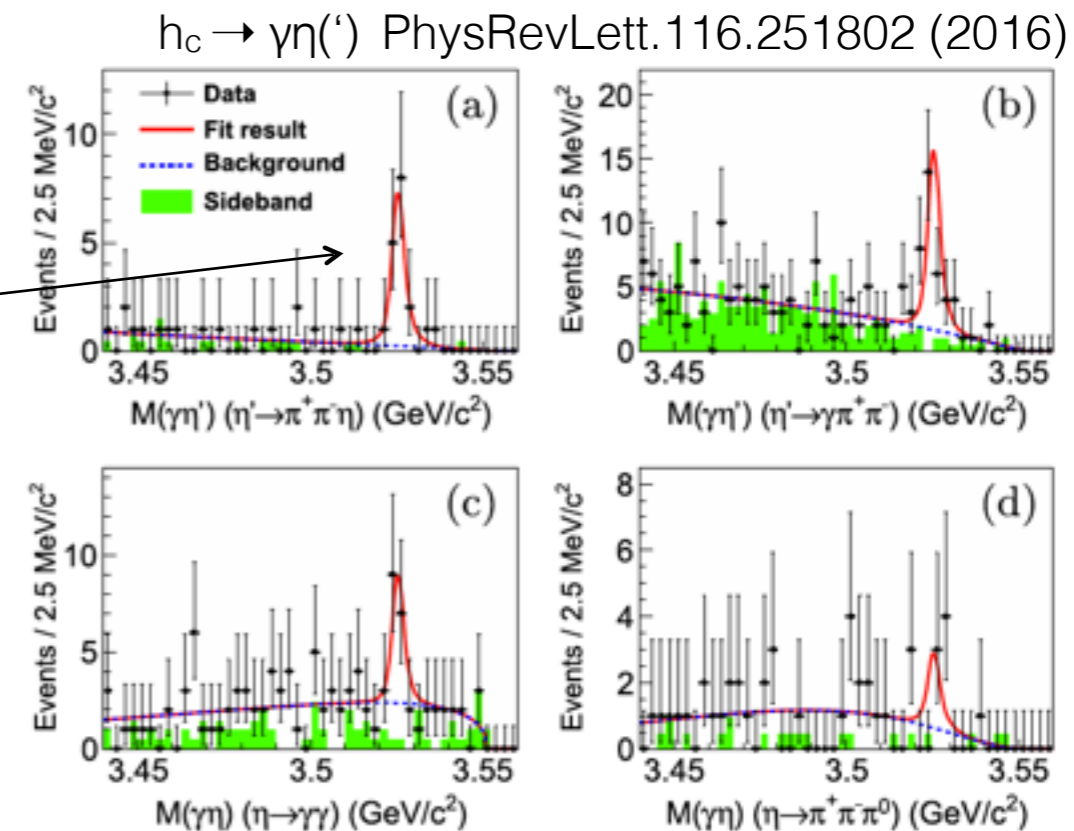 h_c → γη(‘) PhysRevLett.116.251802 (2016)
(a)
Data
Fit result
Background
Sideband
Events / 2.5 MeV/c²
10
5
0
3.45 3.5 3.55
M(γη') (η'→π⁺π⁻η) (GeV/c²)
(b)
Events / 2.5 MeV/c²
20
15
10
5
0
3.45 3.5 3.55
M(γη') (η'→γπ⁺π⁻) (GeV/c²)
(c)
Events / 2.5 MeV/c²
10
5
0
3.45 3.5 3.55
M(γη) (η→γγ) (GeV/c²)
(d)
Events / 2.5 MeV/c²
8
6
4
2
0
3.45 3.5 3.55
M(γη) (η→π⁺π⁻π⁰) (GeV/c²)